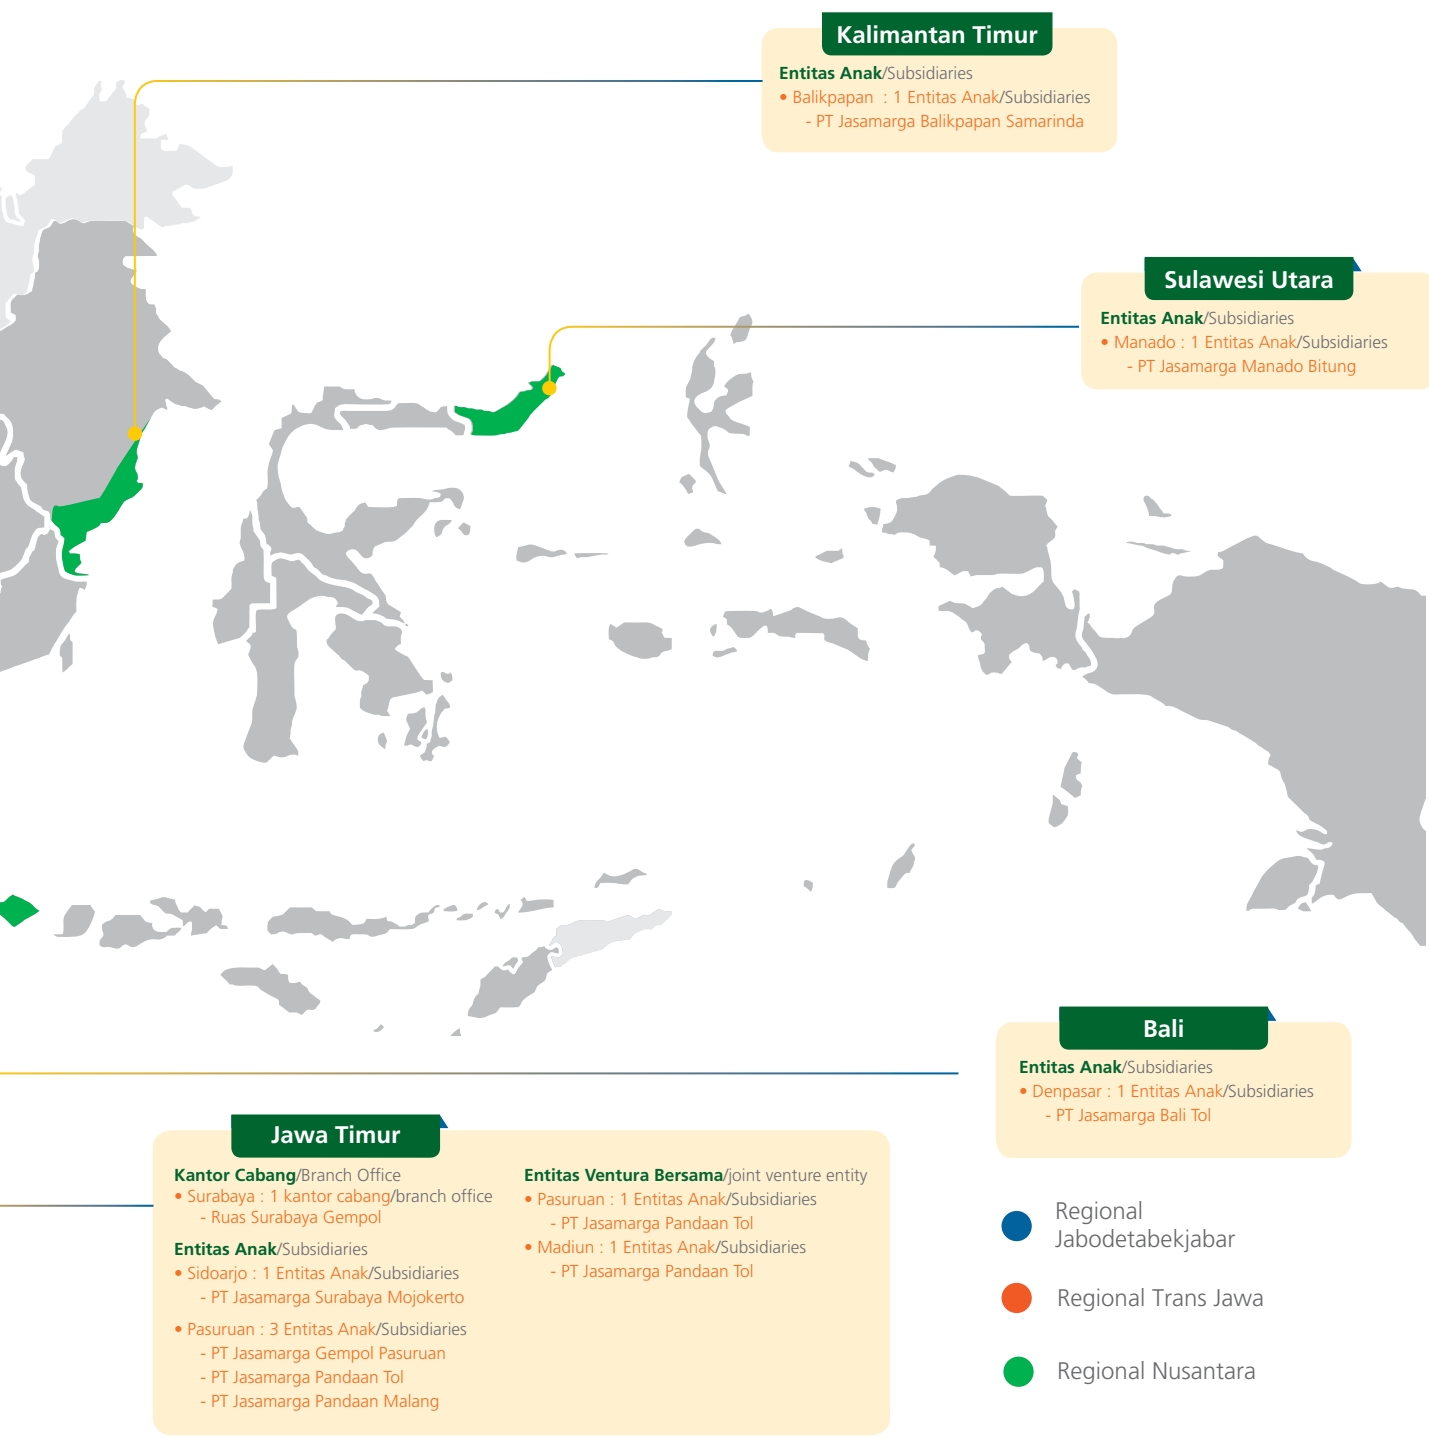 Kalimantan Timur
Entitas Anak/Subsidiaries
• Balikpapan : 1 Entitas Anak/Subsidiaries
- PT Jasamarga Balikpapan Samarinda
Sulawesi Utara
Entitas Anak/Subsidiaries
• Manado : 1 Entitas Anak/Subsidiaries
- PT Jasamarga Manado Bitung
Bali
Entitas Anak/Subsidiaries
• Denpasar : 1 Entitas Anak/Subsidiaries
- PT Jasamarga Bali Tol
Jawa Timur
Kantor Cabang/Branch Office
• Surabaya : 1 kantor cabang/branch office
- Ruas Surabaya Gempol
Entitas Anak/Subsidiaries
• Sidoarjo : 1 Entitas Anak/Subsidiaries
- PT Jasamarga Surabaya Mojokerto
• Pasuruan : 3 Entitas Anak/Subsidiaries
- PT Jasamarga Gempol Pasuruan
- PT Jasamarga Pandaan Tol
- PT Jasamarga Pandaan Malang
Entitas Ventura Bersama/joint venture entity
• Pasuruan : 1 Entitas Anak/Subsidiaries
- PT Jasamarga Pandaan Tol
• Madiun : 1 Entitas Anak/Subsidiaries
- PT Jasamarga Pandaan Tol
Regional
Jabodetabekjabar
Regional Trans Jawa
Regional Nusantara